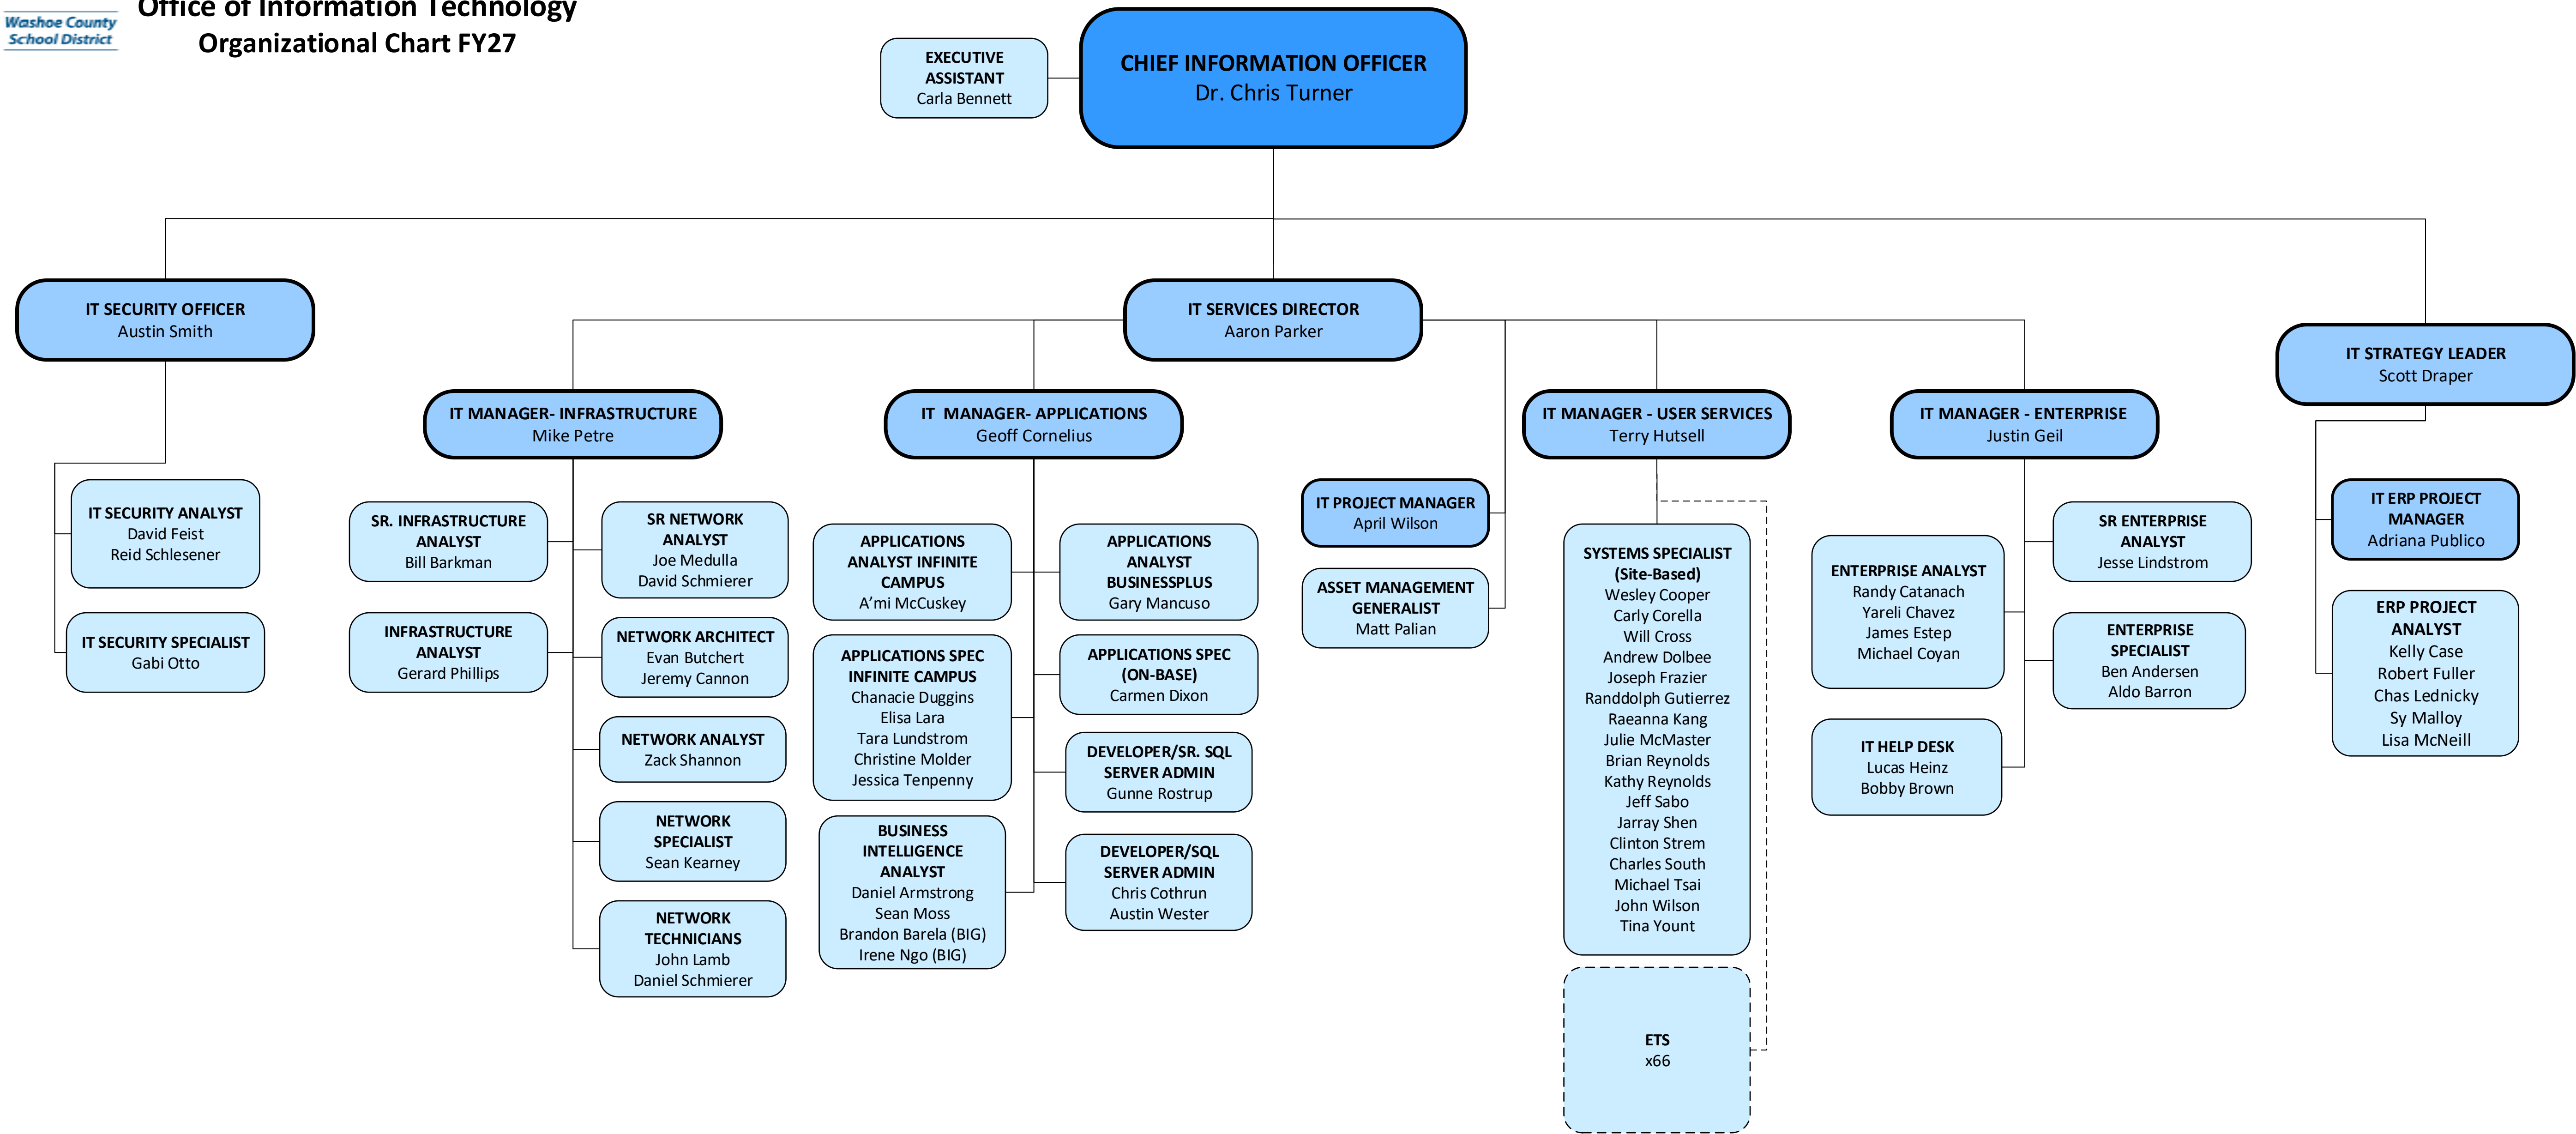 Washoe County
School District
Office of Information Technology
Organizational Chart FY27
EXECUTIVE
ASSISTANT
Carla Bennett
CHIEF INFORMATION OFFICER
Dr. Chris Turner
IT SECURITY OFFICER
Austin Smith
IT SERVICES DIRECTOR
Aaron Parker
IT STRATEGY LEADER
Scott Draper
IT MANAGER- INFRASTRUCTURE
Mike Petre
IT  MANAGER- APPLICATIONS
Geoff Cornelius
IT MANAGER - USER SERVICES
Terry Hutsell
IT MANAGER - ENTERPRISE
Justin Geil
IT SECURITY ANALYST
David Feist
Reid Schlesener
IT SECURITY SPECIALIST
Gabi Otto
SR. INFRASTRUCTURE
ANALYST
Bill Barkman
INFRASTRUCTURE
ANALYST
Gerard Phillips
SR NETWORK
ANALYST
Joe Medulla
David Schmierer
NETWORK ARCHITECT
Evan Butchert
Jeremy Cannon
NETWORK ANALYST
Zack Shannon
NETWORK
SPECIALIST
Sean Kearney
NETWORK
TECHNICIANS
John Lamb
Daniel Schmierer
APPLICATIONS
ANALYST INFINITE
CAMPUS
A’mi McCuskey
APPLICATIONS SPEC
INFINITE CAMPUS
Chanacie Duggins
Elisa Lara
Tara Lundstrom
Christine Molder
Jessica Tenpenny
BUSINESS
INTELLIGENCE
ANALYST
Daniel Armstrong
Sean Moss
Brandon Barela (BIG)
Irene Ngo (BIG)
APPLICATIONS
ANALYST
BUSINESSPLUS
Gary Mancuso
APPLICATIONS SPEC
(ON-BASE)
Carmen Dixon
DEVELOPER/SR. SQL
SERVER ADMIN
Gunne Rostrup
DEVELOPER/SQL
SERVER ADMIN
Chris Cothrun
Austin Wester
IT PROJECT MANAGER
April Wilson
ASSET MANAGEMENT
GENERALIST
Matt Palian
SYSTEMS SPECIALIST
(Site-Based)
Wesley Cooper
Carly Corella
Will Cross
Andrew Dolbee
Joseph Frazier
Randdolph Gutierrez
Raeanna Kang
Julie McMaster
Brian Reynolds
Kathy Reynolds
Jeff Sabo
Jarray Shen
Clinton Strem
Charles South
Michael Tsai
John Wilson
Tina Yount
ETS
x66
ENTERPRISE ANALYST
Randy Catanach
Yareli Chavez
James Estep
Michael Coyan
IT HELP DESK
Lucas Heinz
Bobby Brown
SR ENTERPRISE
ANALYST
Jesse Lindstrom
ENTERPRISE
SPECIALIST
Ben Andersen
Aldo Barron
IT ERP PROJECT
MANAGER
Adriana Publico
ERP PROJECT
ANALYST
Kelly Case
Robert Fuller
Chas Lednicky
Sy Malloy
Lisa McNeill